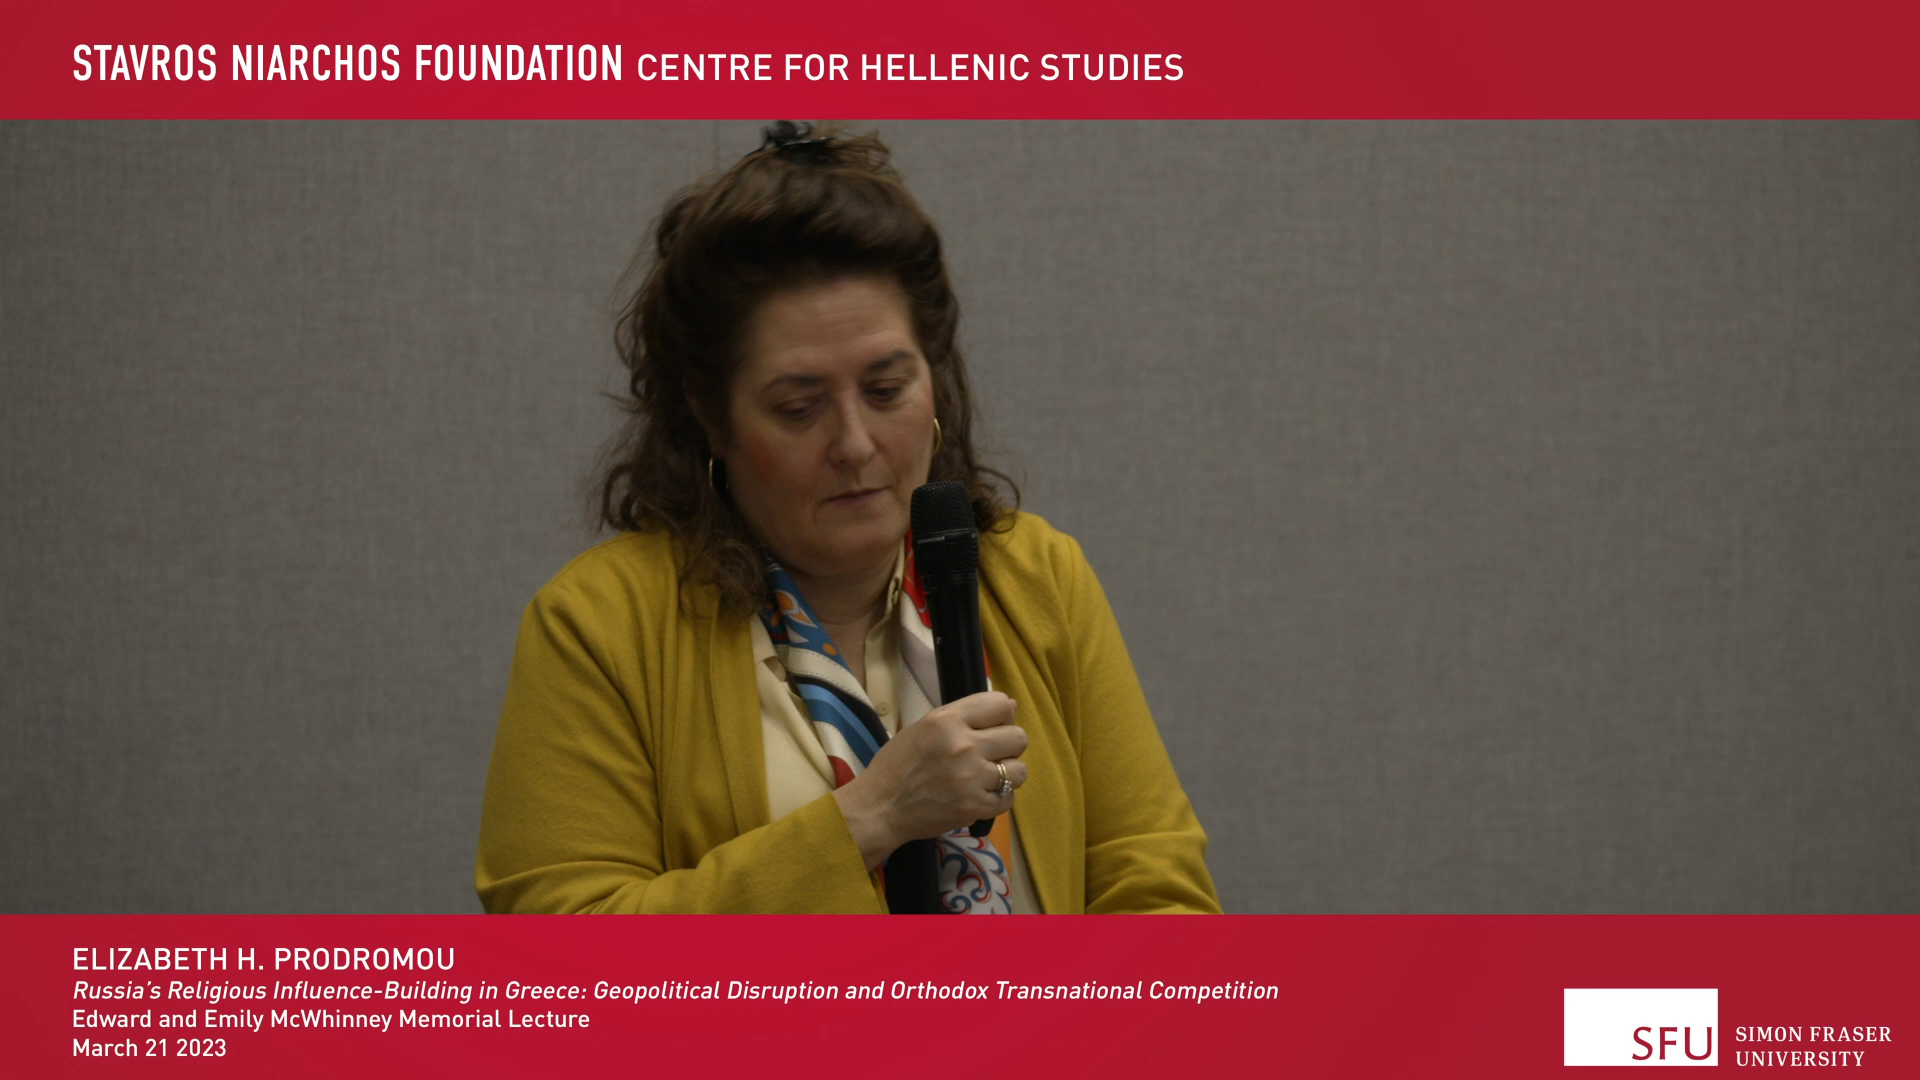 STAVROS NIARCHOS FOUNDATION CENTRE FOR HELLENIC STUDIES
ELIZABETH H. PRODROMOU
Russia's Religious Influence-Building in Greece: Geopolitical Disruption and Orthodox Transnational Competition
Edward and Emily McWhinney Memorial Lecture
March 21 2023
SFU
SIMON FRASER
UNIVERSITY